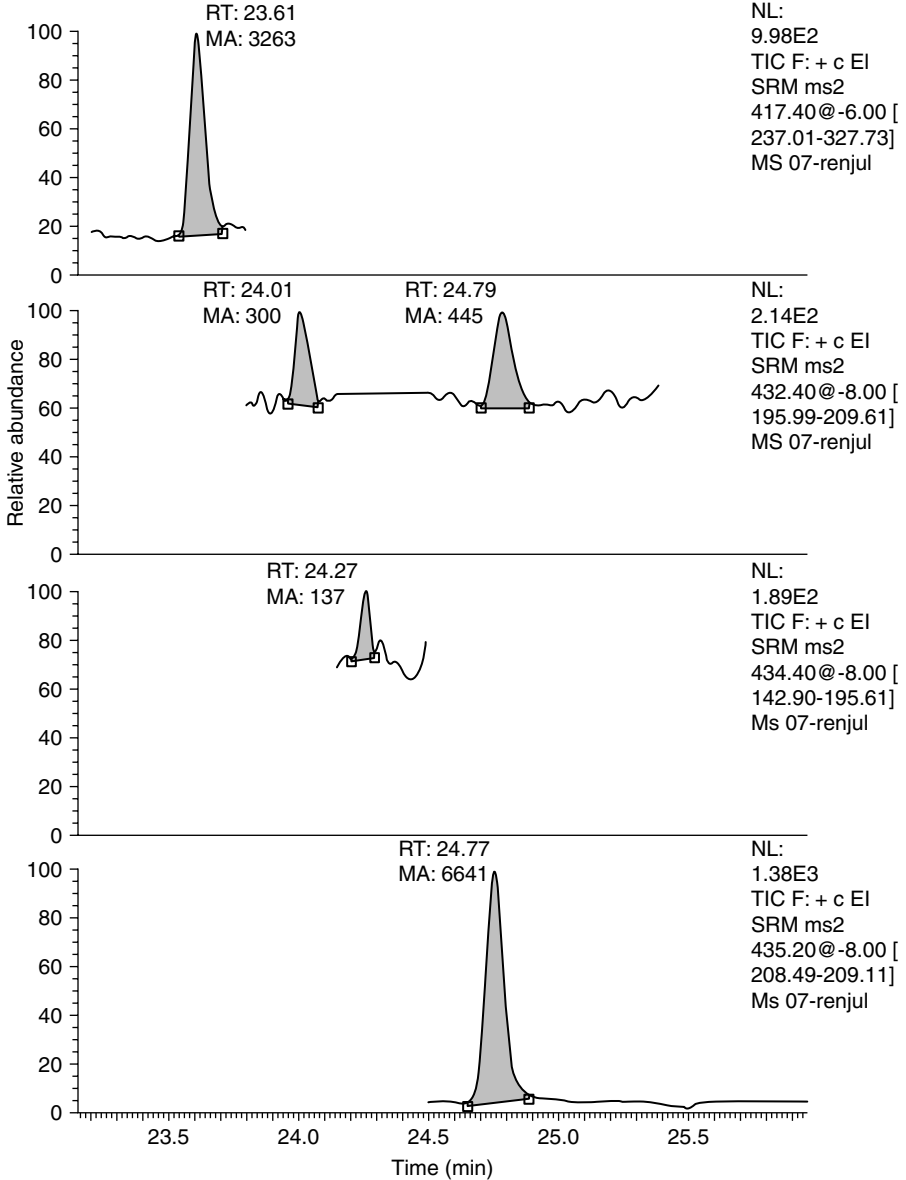 RT: 23.61
MA: 3263
NL:
9.98E2
TIC F: + c EI
SRM ms2
417.40@-6.00 [
237.01-327.73]
MS 07-renjul
100
80
60
40
20
0
RT: 24.01
MA: 300
RT: 24.79
MA: 445
NL:
2.14E2
TIC F: + c EI
SRM ms2
432.40@-8.00 [
195.99-209.61]
MS 07-renjul
100
80
60
40
20
0
Relative abundance
RT: 24.27
MA: 137
NL:
1.89E2
TIC F: + c EI
SRM ms2
434.40@-8.00 [
142.90-195.61]
Ms 07-renjul
100
80
60
40
20
0
RT: 24.77
MA: 6641
NL:
1.38E3
TIC F: + c EI
SRM ms2
435.20@-8.00 [
208.49-209.11]
Ms 07-renjul
100
80
60
40
20
0
23.5 24.0 24.5 25.0 25.5
Time (min)